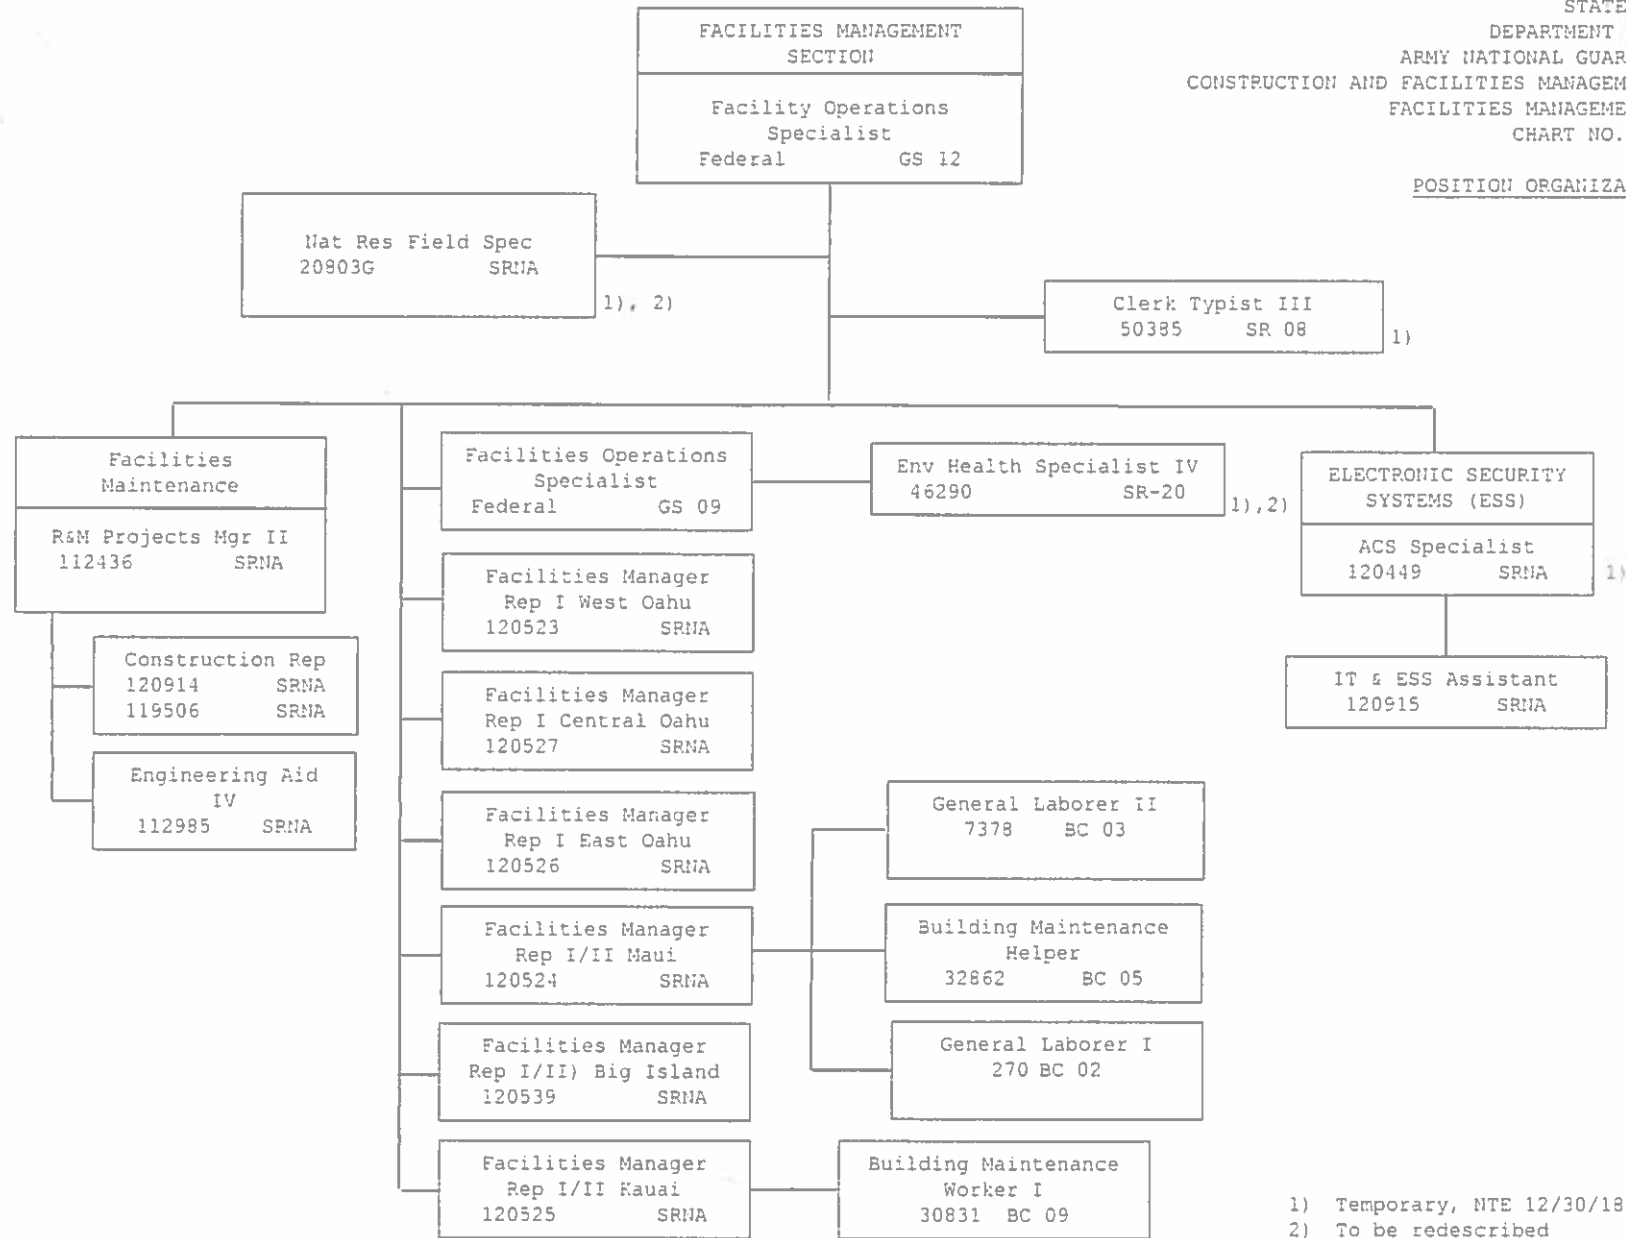 STATE
DEPARTMENT
ARMY NATIONAL GUAR
CONSTRUCTION AND FACILITIES MANAGEM
FACILITIES MANAGEME
CHART NO.
POSITION ORGANIZA
FACILITIES MANAGEMENT
SECTION
Facility Operations
Specialist
Federal GS 12
Nat Res Field Spec
20803G SRNA
1), 2)
Clerk Typist III
50385 SR 08
1)
Facilities
Maintenance
R&M Projects Mgr II
112436 SRNA
Construction Rep
120914 SRNA
119506 SRNA
Engineering Aid
IV
112985 SRNA
Facilities Operations
Specialist
Federal GS 09
Env Health Specialist IV
46290 SR-20
1),2)
Facilities Manager
Rep I West Oahu
120523 SRNA
Facilities Manager
Rep I Central Oahu
120527 SRNA
Facilities Manager
Rep I East Oahu
120526 SRNA
Facilities Manager
Rep I/II Maui
120524 SRNA
General Laborer II
7378 BC 03
Building Maintenance
Helper
32862 BC 05
General Laborer I
270 BC 02
Facilities Manager
Rep I/II) Big Island
120539 SRNA
Facilities Manager
Rep I/II Kauai
120525 SRNA
Building Maintenance
Worker I
30831 BC 09
ELECTRONIC SECURITY
SYSTEMS (ESS)
ACS Specialist
120449 SRNA
1)
IT & ESS Assistant
120915 SRNA
1) Temporary, NTE 12/30/18
2) To be redescribed